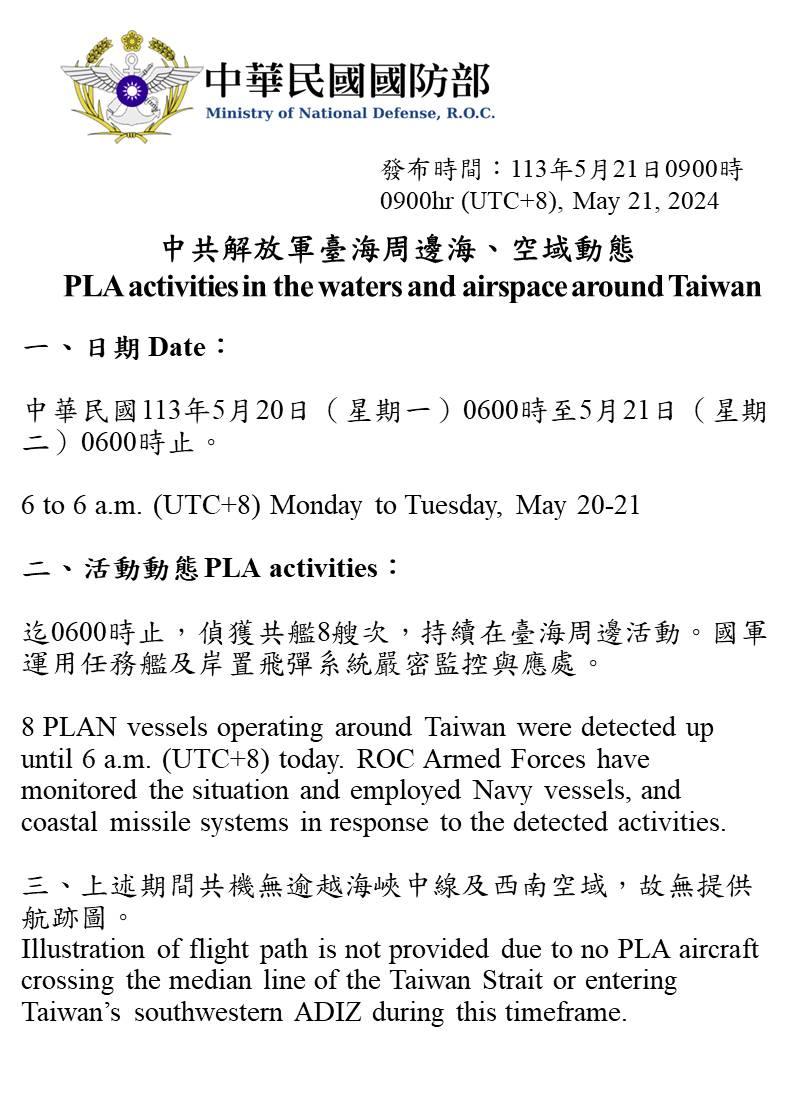 中華民國國防部
Ministry of National Defense, R.O.C.
發布時間：113年5月21日0900時
0900hr (UTC+8), May 21, 2024
中共解放軍臺海周邊海、空域動態
PLA activities in the waters and airspace around Taiwan
一、日期 Date：
中華民國113年5月20日（星期一）0600時至5月21日（星期
二）0600時止。
6 to 6 a.m. (UTC+8) Monday to Tuesday, May 20-21
二、活動動態 PLA activities：
迄0600時止，偵獲共艦8艘次，持續在臺海周邊活動。國軍
運用任務艦及岸置飛彈系統嚴密監控與應處。
8 PLAN vessels operating around Taiwan were detected up
until 6 a.m. (UTC+8) today. ROC Armed Forces have
monitored the situation and employed Navy vessels, and
coastal missile systems in response to the detected activities.
三、上述期間共機無逾越海峽中線及西南空域，故無提供
航跡圖。
Illustration of flight path is not provided due to no PLA aircraft
crossing the median line of the Taiwan Strait or entering
Taiwan’s southwestern ADIZ during this timeframe.